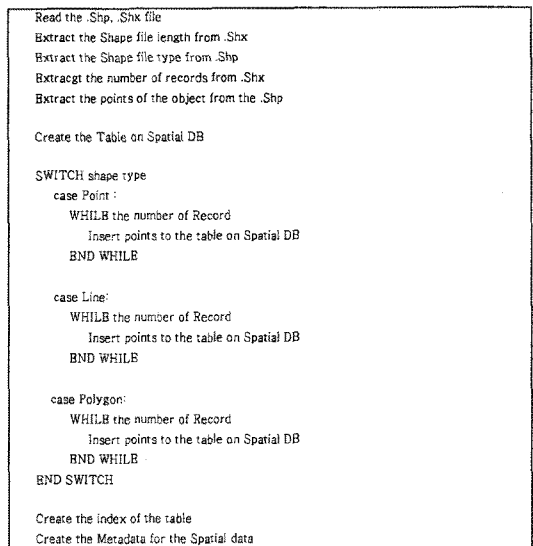 Read the .Shp, .Shx file
Extract the Shape file length from .Shx
Extract the Shape file type from .Shp
Extracgt the number of records from .Shx
Extract the points of the object from the .Shp
Create the Table on Spatial DB
SWITCH shape type
case Point :
WHILE the number of Record
Insert points to the table on Spatial DB
END WHILE
case Line:
WHILE the number of Record
Insert points to the table on Spatial DB
END WHILE
case Polygon:
WHILE the number of Record
Insert points to the table on Spatial DB
END WHILE
END SWITCH
Create the index of the table
Create the Metadata for the Spatial data